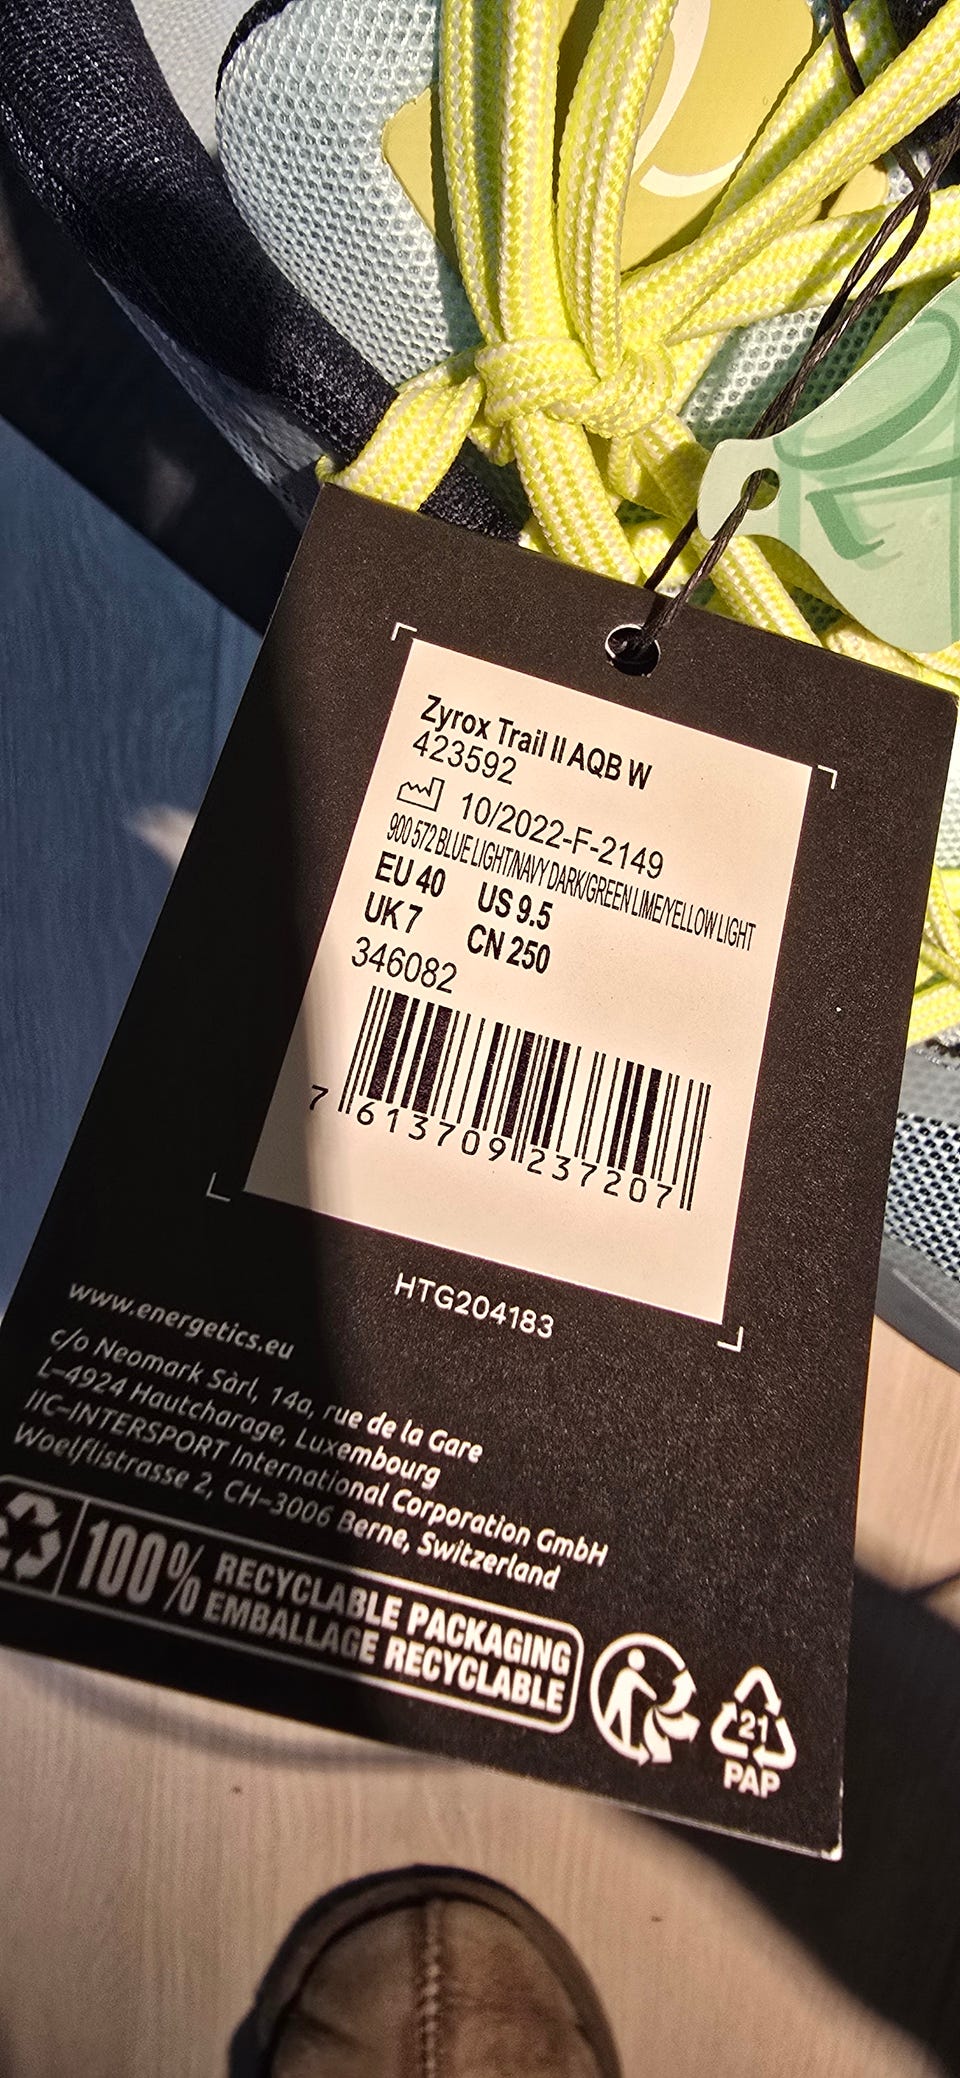 Zyrox Trail II AQB W
423592
10/2022-F-2149
900 572 BLUE LIGHT/NAVY DARK/GREEN LIME/YELLOW LIGHT
EU 40 US 9.5
UK 7 CN 250
346082
7 613709 237207
HTG204183
www.energetics.eu
c/o Neomark Sàrl, 14a, rue de la Gare
L-4924 Hautcharage, Luxembourg
IIC-INTERSPORT International Corporation GmbH
Woelflistrasse 2, CH-3006 Berne, Switzerland
100% RECYCLABLE PACKAGING
EMBALLAGE RECYCLABLE
21
PAP